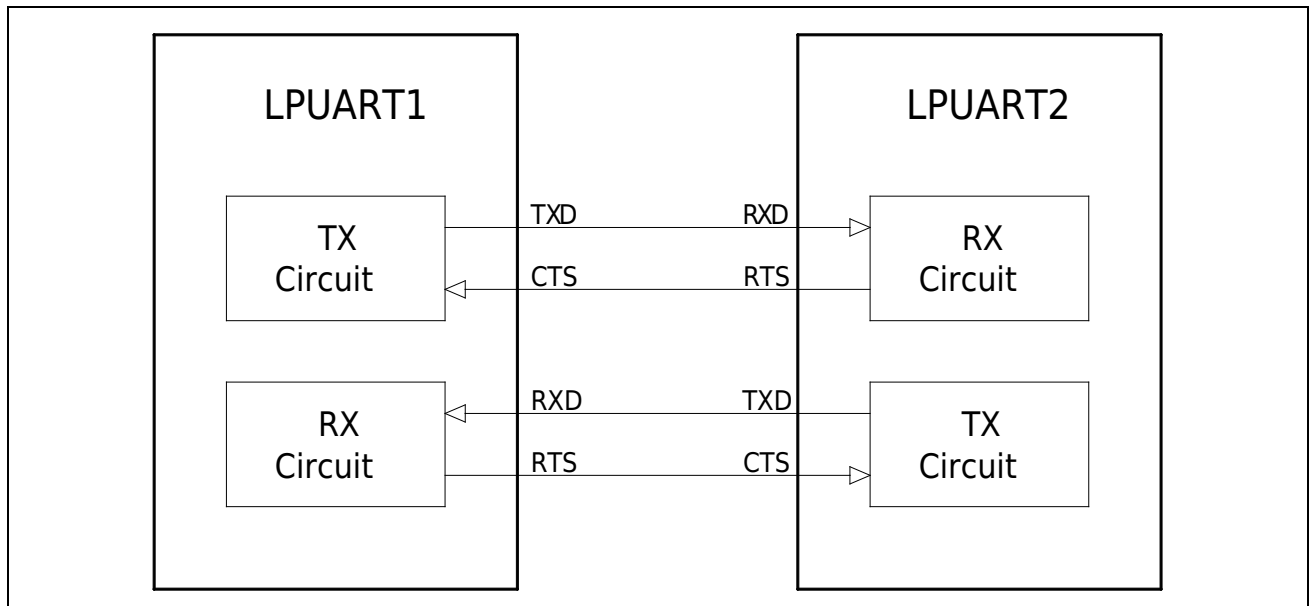 LPUART1
LPUART2
TX
Circuit
TXD
RXD
RX
Circuit
CTS
RTS
RX
Circuit
RXD
TXD
TX
Circuit
RTS
CTS